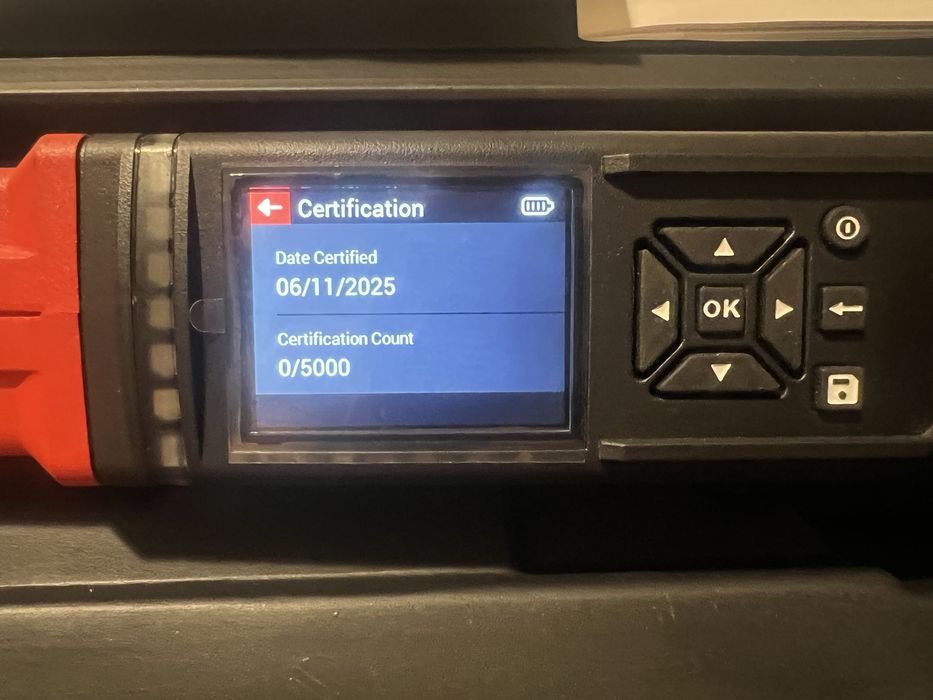 Certification
Date Certified
06/11/2025
Certification Count
0/5000
OK